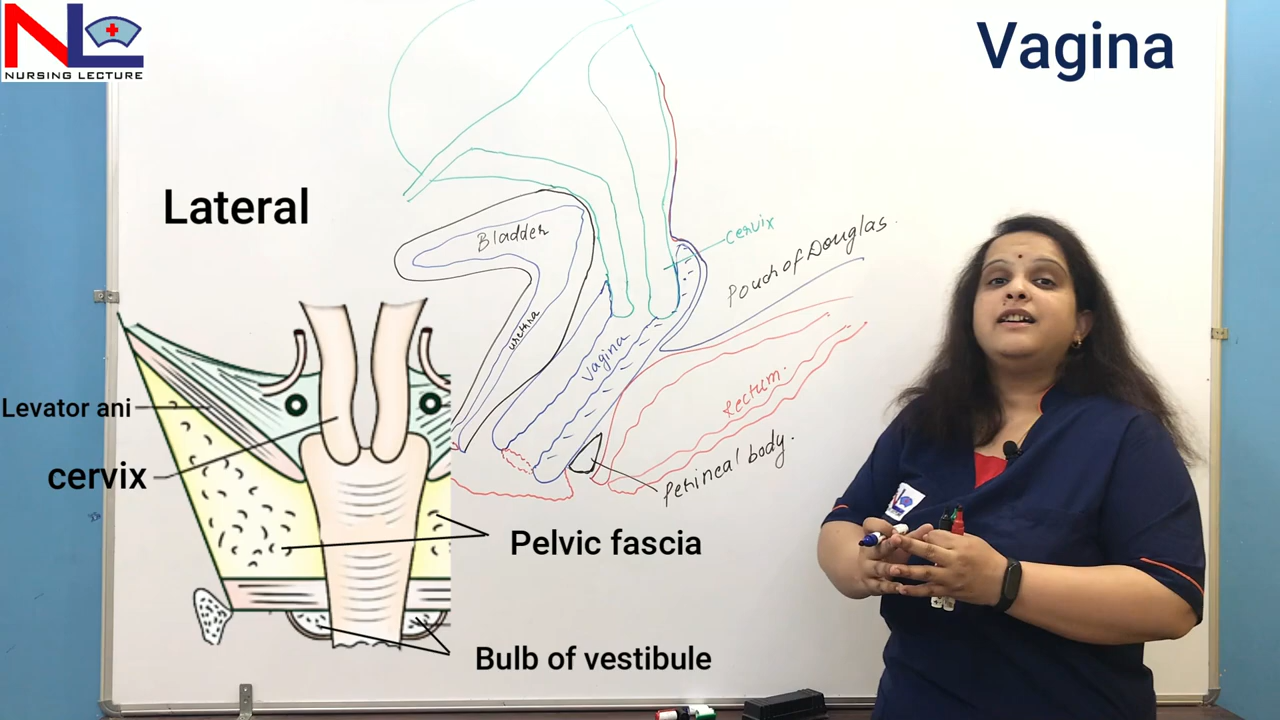 NL
NURSING LECTURE
Vagina
Lateral
Bladder
cervix
Pouch of Douglas.
urethra
vagina
Rectum.
Perineal body.
Levator ani
cervix
Pelvic fascia
Bulb of vestibule